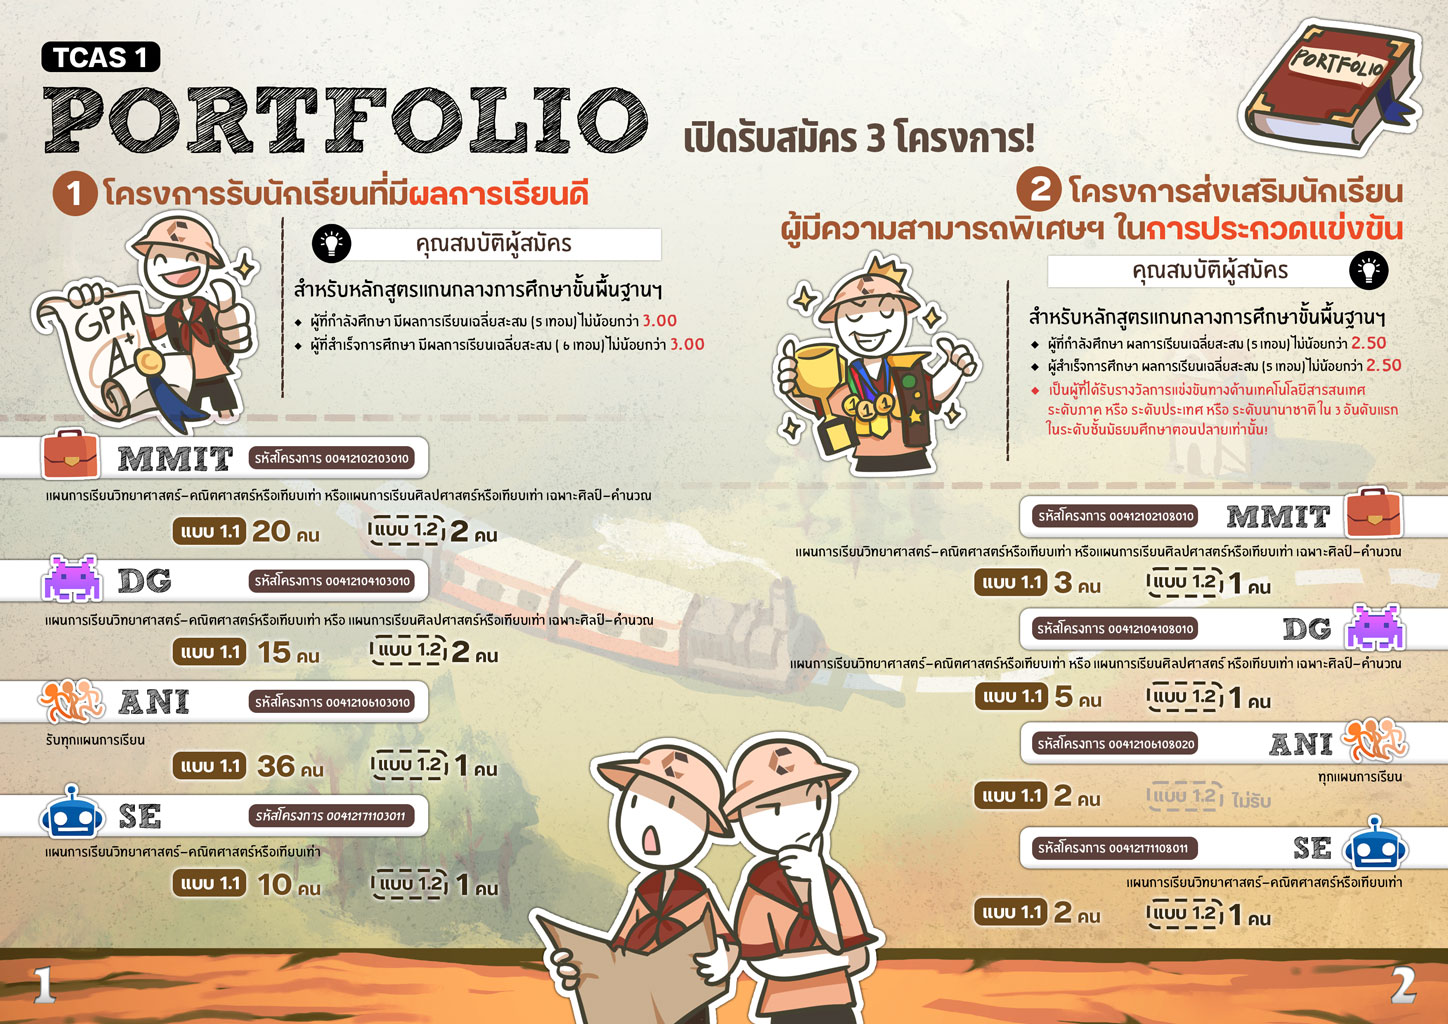 TCAS 1
PORTFOLIO
เปิดรับสมัคร 3 โครงการ!
PORTFOLIO
1 โครงการรับนักเรียนที่มีผลการเรียนดี
คุณสมบัติผู้สมัคร
สำหรับหลักสูตรแกนกลางการศึกษาขั้นพื้นฐานฯ
ผู้ที่กำลังศึกษา มีผลการเรียนเฉลี่ยสะสม (5 เทอม) ไม่น้อยกว่า 3.00
ผู้ที่สำเร็จการศึกษา มีผลการเรียนเฉลี่ยสะสม ( 6 เทอม) ไม่น้อยกว่า 3.00
GPA
A+
MMIT รหัสโครงการ 00412102103010
แผนการเรียนวิทยาศาสตร์-คณิตศาสตร์หรือเทียบเท่า หรือแผนการเรียนศิลปศาสตร์หรือเทียบเท่า เฉพาะศิลป์-คำนวณ
แบบ 1.1 20 คน แบบ 1.2 2 คน
DG รหัสโครงการ 00412104103010
แผนการเรียนวิทยาศาสตร์-คณิตศาสตร์หรือเทียบเท่า หรือ แผนการเรียนศิลปศาสตร์หรือเทียบเท่า เฉพาะศิลป์-คำนวณ
แบบ 1.1 15 คน แบบ 1.2 2 คน
ANI รหัสโครงการ 00412106103010
รับทุกแผนการเรียน
แบบ 1.1 36 คน แบบ 1.2 1 คน
SE รหัสโครงการ 00412171103011
แผนการเรียนวิทยาศาสตร์-คณิตศาสตร์หรือเทียบเท่า
แบบ 1.1 10 คน แบบ 1.2 1 คน
1
2 โครงการส่งเสริมนักเรียน
ผู้มีความสามารถพิเศษฯ ในการประกวดแข่งขัน
คุณสมบัติผู้สมัคร
สำหรับหลักสูตรแกนกลางการศึกษาขั้นพื้นฐานฯ
ผู้ที่กำลังศึกษา ผลการเรียนเฉลี่ยสะสม (5 เทอม) ไม่น้อยกว่า 2.50
ผู้สำเร็จการศึกษา ผลการเรียนเฉลี่ยสะสม (5 เทอม) ไม่น้อยกว่า 2.50
เป็นผู้ที่ได้รับรางวัลการแข่งขันทางด้านเทคโนโลยีสารสนเทศ
ระดับภาค หรือ ระดับประเทศ หรือ ระดับนานาชาติ ใน 3 อันดับแรก
ในระดับชั้นมัธยมศึกษาตอนปลายเท่านั้น!
1 1 1
รหัสโครงการ 00412102108010 MMIT
แผนการเรียนวิทยาศาสตร์-คณิตศาสตร์หรือเทียบเท่า หรือแผนการเรียนศิลปศาสตร์หรือเทียบเท่า เฉพาะศิลป์-คำนวณ
แบบ 1.1 3 คน แบบ 1.2 1 คน
รหัสโครงการ 00412104108010 DG
แผนการเรียนวิทยาศาสตร์-คณิตศาสตร์หรือเทียบเท่า หรือ แผนการเรียนศิลปศาสตร์ หรือเทียบเท่า เฉพาะศิลป์-คำนวณ
แบบ 1.1 5 คน แบบ 1.2 1 คน
รหัสโครงการ 00412106108020 ANI
ทุกแผนการเรียน
แบบ 1.1 2 คน แบบ 1.2 ไม่รับ
รหัสโครงการ 00412171108011 SE
แผนการเรียนวิทยาศาสตร์-คณิตศาสตร์หรือเทียบเท่า
แบบ 1.1 2 คน แบบ 1.2 1 คน
2